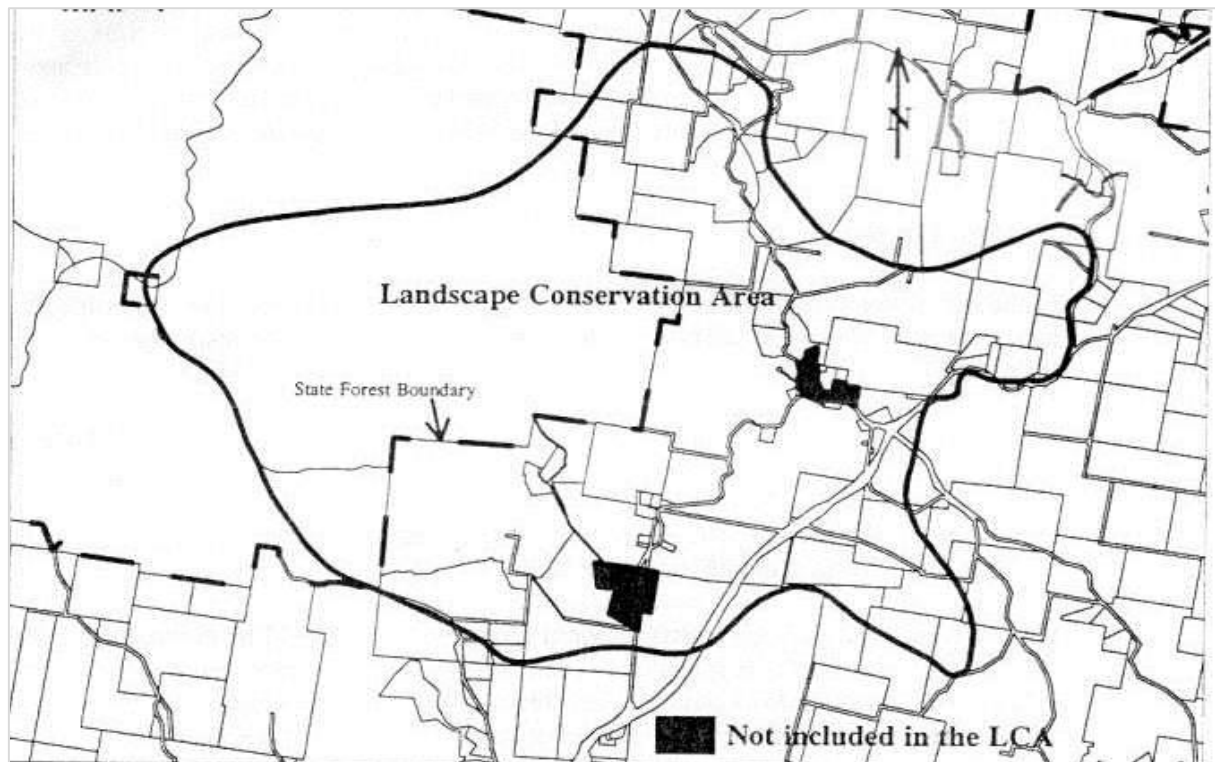 N
Landscape Conservation Area
State Forest Boundary
Not included in the LCA